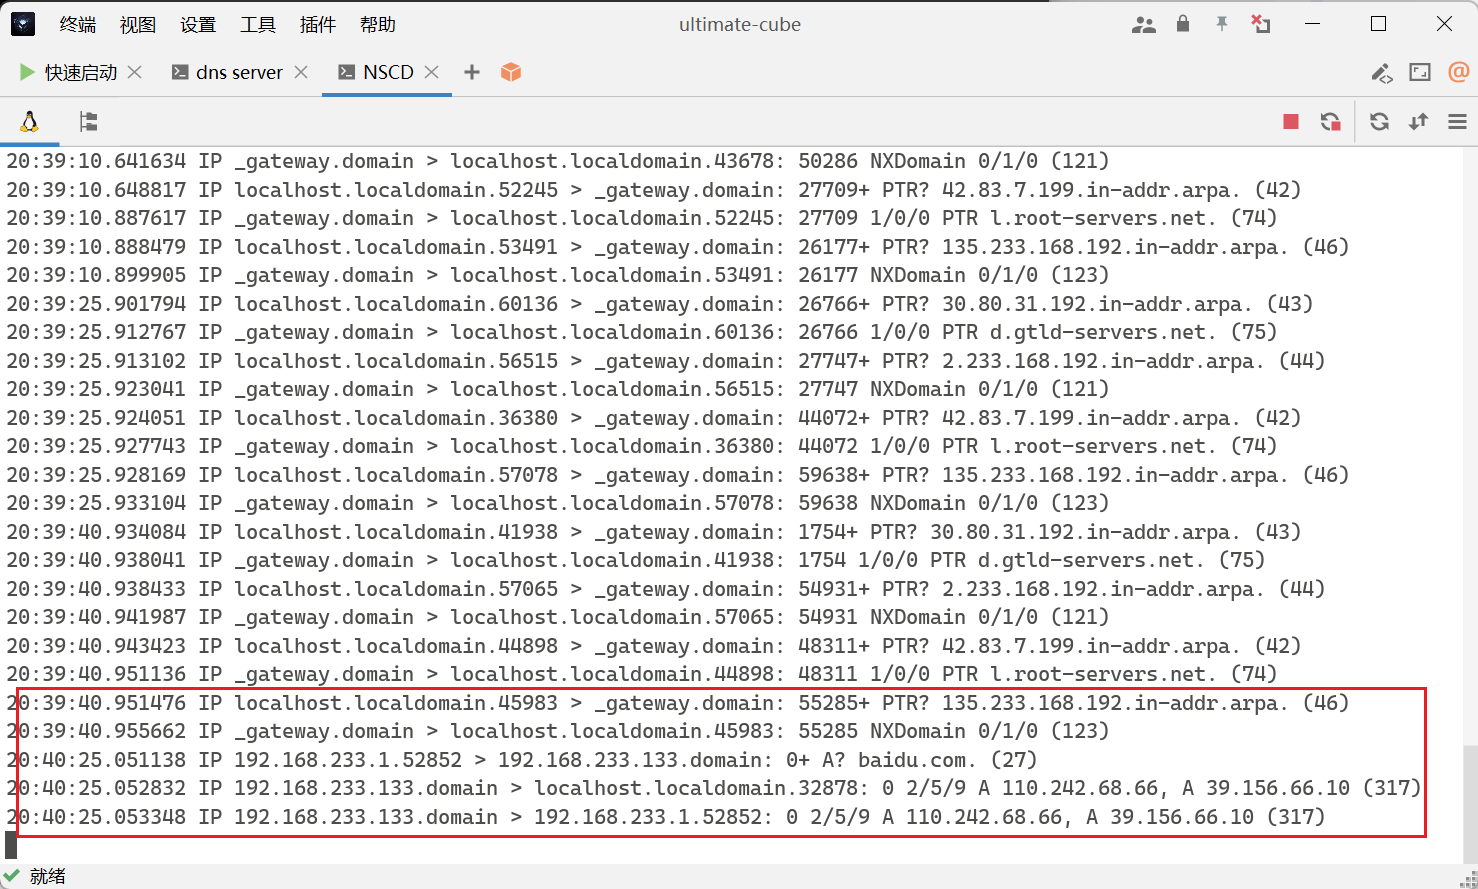 终端 视图 设置 工具 插件 帮助 ultimate-cube
快速启动 dns server NSCD
20:39:10.641634 IP _gateway.domain > localhost.localdomain.43678: 50286 NXDomain 0/1/0 (121)
20:39:10.648817 IP localhost.localdomain.52245 > _gateway.domain: 27709+ PTR? 42.83.7.199.in-addr.arpa. (42)
20:39:10.887617 IP _gateway.domain > localhost.localdomain.52245: 27709 1/0/0 PTR l.root-servers.net. (74)
20:39:10.888479 IP localhost.localdomain.53491 > _gateway.domain: 26177+ PTR? 135.233.168.192.in-addr.arpa. (46)
20:39:10.899905 IP _gateway.domain > localhost.localdomain.53491: 26177 NXDomain 0/1/0 (123)
20:39:25.901794 IP localhost.localdomain.60136 > _gateway.domain: 26766+ PTR? 30.80.31.192.in-addr.arpa. (43)
20:39:25.912767 IP _gateway.domain > localhost.localdomain.60136: 26766 1/0/0 PTR d.gtld-servers.net. (75)
20:39:25.913102 IP localhost.localdomain.56515 > _gateway.domain: 27747+ PTR? 2.233.168.192.in-addr.arpa. (44)
20:39:25.923041 IP _gateway.domain > localhost.localdomain.56515: 27747 NXDomain 0/1/0 (121)
20:39:25.924051 IP localhost.localdomain.36380 > _gateway.domain: 44072+ PTR? 42.83.7.199.in-addr.arpa. (42)
20:39:25.927743 IP _gateway.domain > localhost.localdomain.36380: 44072 1/0/0 PTR l.root-servers.net. (74)
20:39:25.928169 IP localhost.localdomain.57078 > _gateway.domain: 59638+ PTR? 135.233.168.192.in-addr.arpa. (46)
20:39:25.933104 IP _gateway.domain > localhost.localdomain.57078: 59638 NXDomain 0/1/0 (123)
20:39:40.934084 IP localhost.localdomain.41938 > _gateway.domain: 1754+ PTR? 30.80.31.192.in-addr.arpa. (43)
20:39:40.938041 IP _gateway.domain > localhost.localdomain.41938: 1754 1/0/0 PTR d.gtld-servers.net. (75)
20:39:40.938433 IP localhost.localdomain.57065 > _gateway.domain: 54931+ PTR? 2.233.168.192.in-addr.arpa. (44)
20:39:40.941987 IP _gateway.domain > localhost.localdomain.57065: 54931 NXDomain 0/1/0 (121)
20:39:40.943423 IP localhost.localdomain.44898 > _gateway.domain: 48311+ PTR? 42.83.7.199.in-addr.arpa. (42)
20:39:40.951136 IP _gateway.domain > localhost.localdomain.44898: 48311 1/0/0 PTR l.root-servers.net. (74)
20:39:40.951476 IP localhost.localdomain.45983 > _gateway.domain: 55285+ PTR? 135.233.168.192.in-addr.arpa. (46)
20:39:40.955662 IP _gateway.domain > localhost.localdomain.45983: 55285 NXDomain 0/1/0 (123)
20:40:25.051138 IP 192.168.233.1.52852 > 192.168.233.133.domain: 0+ A? baidu.com. (27)
20:40:25.052832 IP 192.168.233.133.domain > localhost.localdomain.32878: 0 2/5/9 A 110.242.68.66, A 39.156.66.10 (317)
20:40:25.053348 IP 192.168.233.133.domain > 192.168.233.1.52852: 0 2/5/9 A 110.242.68.66, A 39.156.66.10 (317)
就绪